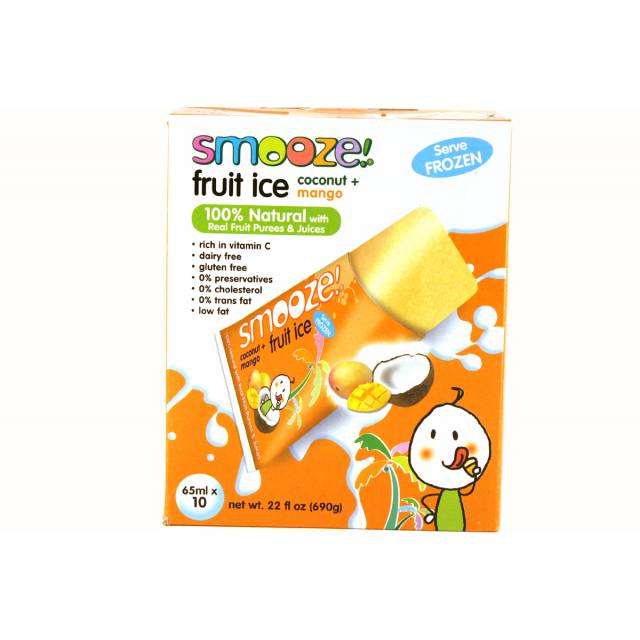 smooze!
fruit ice
coconut +
mango
Serve
FROZEN
100% Natural with
Real Fruit Purees & Juices
• rich in vitamin C
• dairy free
• gluten free
• 0% preservatives
• 0% cholesterol
• 0% trans fat
• low fat
smooze!
coconut +
mango
fruit ice
Serve
FROZEN
65ml x
10
net wt. 22 fl oz (690g)